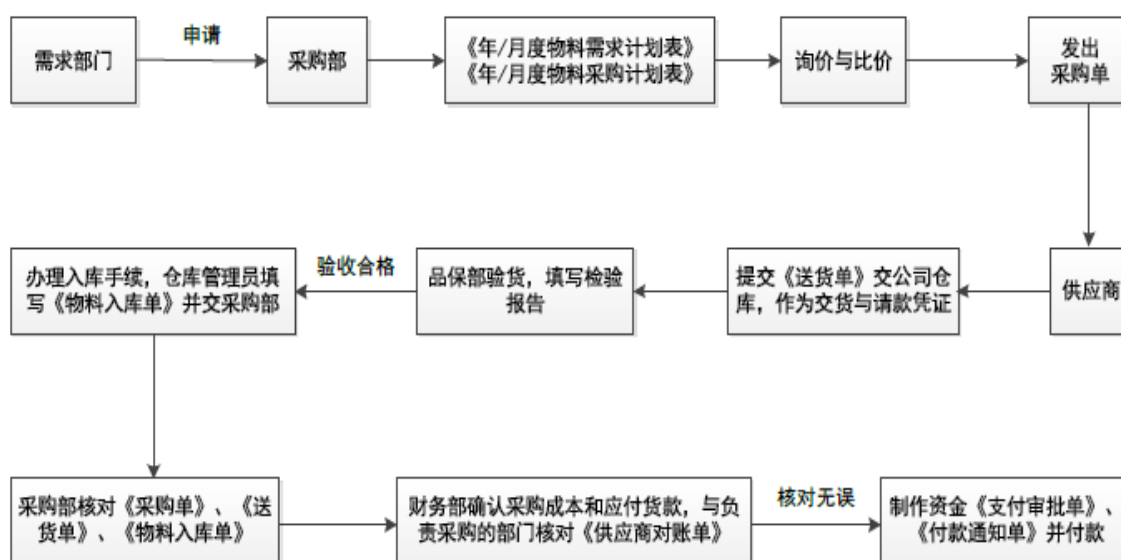 需求部门
申请
采购部
《年/月度物料需求计划表》
《年/月度物料采购计划表》
询价与比价
发出
采购单
供应商
提交《送货单》交公司仓
库，作为交货与请款凭证
品保部验货，填写检验
报告
验收合格
办理入库手续，仓库管理员填
写《物料入库单》并交采购部
采购部核对《采购单》、《送
货单》、《物料入库单》
财务部确认采购成本和应付货款，与负
责采购的部门核对《供应商对账单》
核对无误
制作资金《支付审批单》、
《付款通知单》并付款